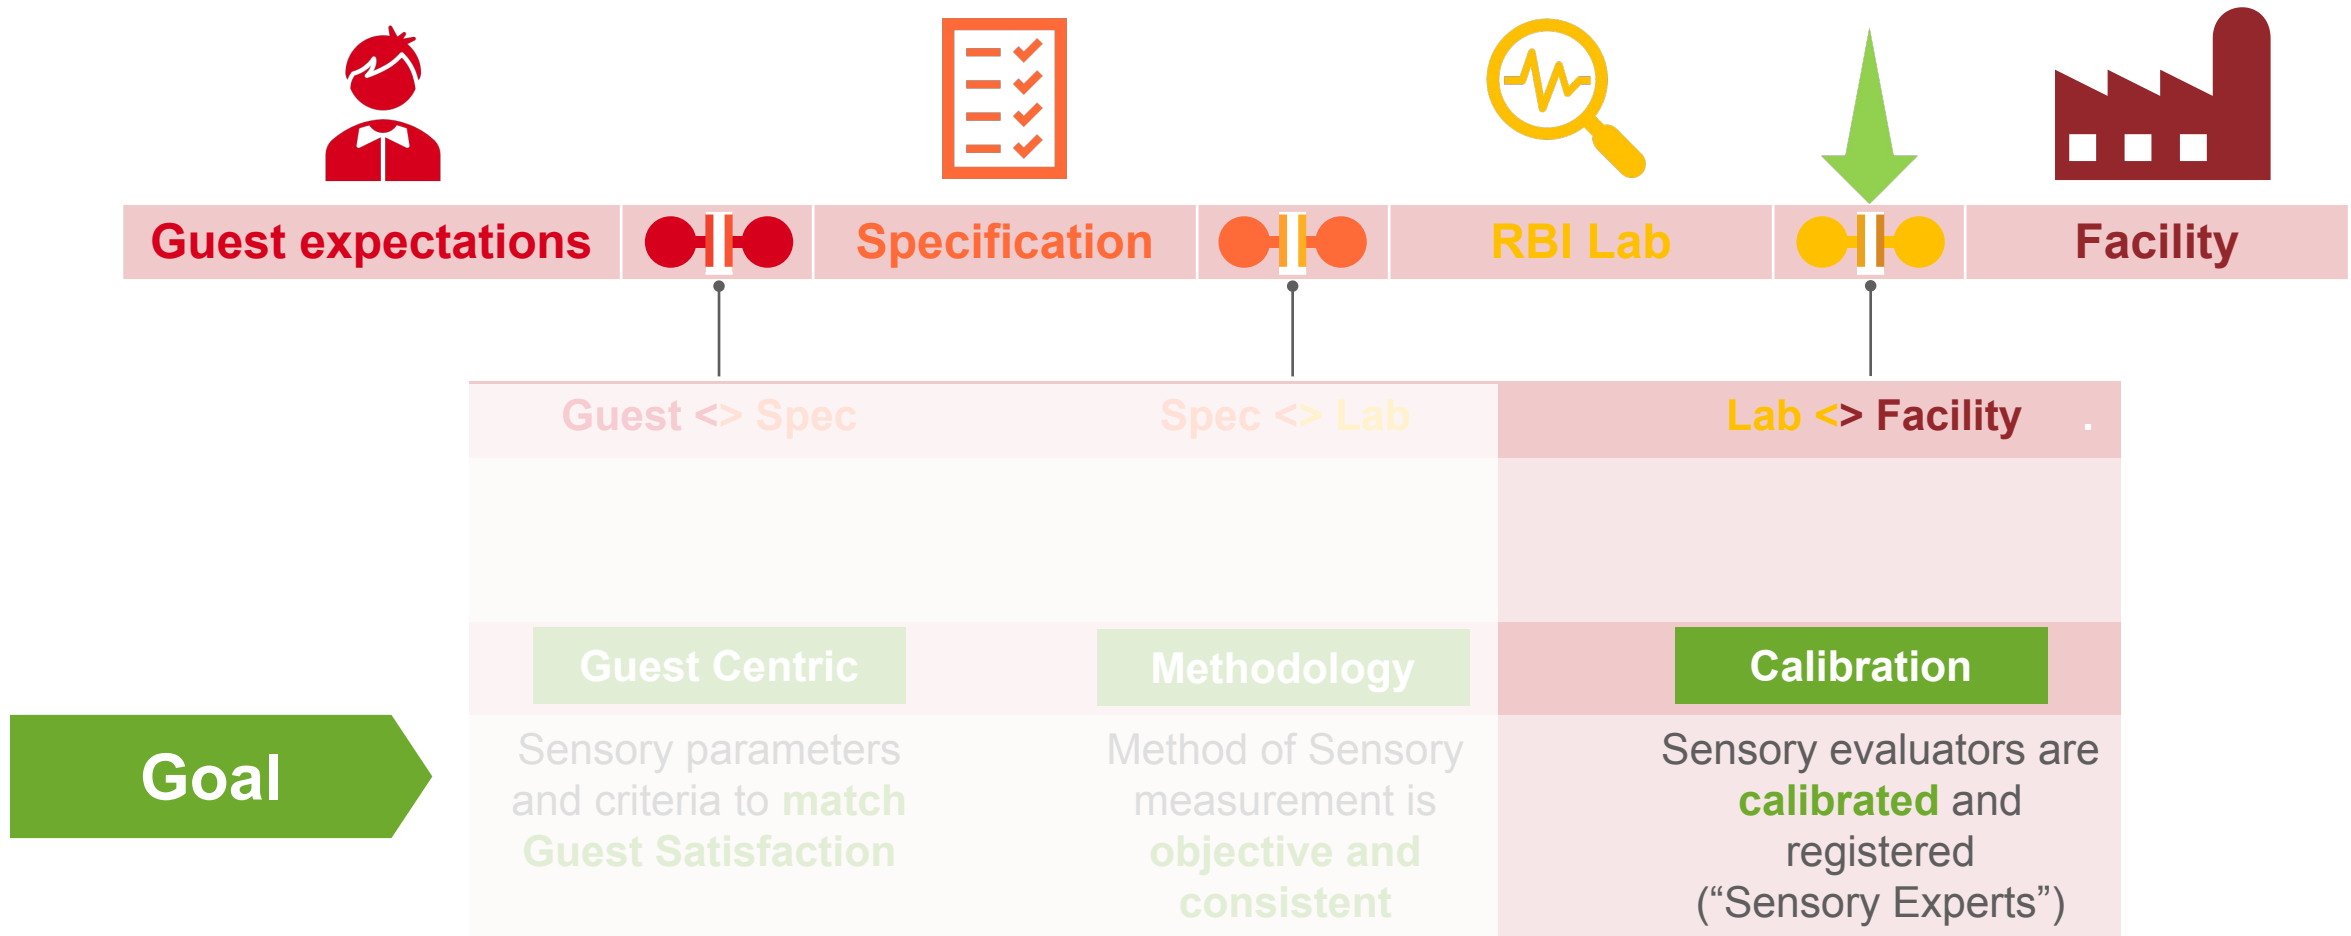 Guest expectations
Specification
RBI Lab
Facility
Guest <> Spec
Spec <> Lab
Lab <> Facility .
Guest Centric
Methodology
Calibration
Goal
Sensory parameters
and criteria to match
Guest Satisfaction
Method of Sensory
measurement is
objective and
consistent
Sensory evaluators are
calibrated and
registered
(“Sensory Experts”)